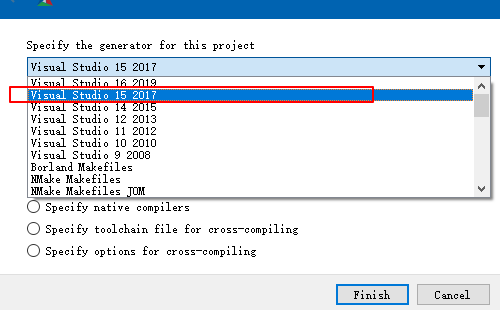 Specify the generator for this project
Visual Studio 15 2017
Visual Studio 16 2019
Visual Studio 15 2017
Visual Studio 14 2015
Visual Studio 12 2013
Visual Studio 11 2012
Visual Studio 10 2010
Visual Studio 9 2008
Borland Makefiles
NMake Makefiles
NMake Makefiles JOM
Specify native compilers
Specify toolchain file for cross-compiling
Specify options for cross-compiling
Finish
Cancel